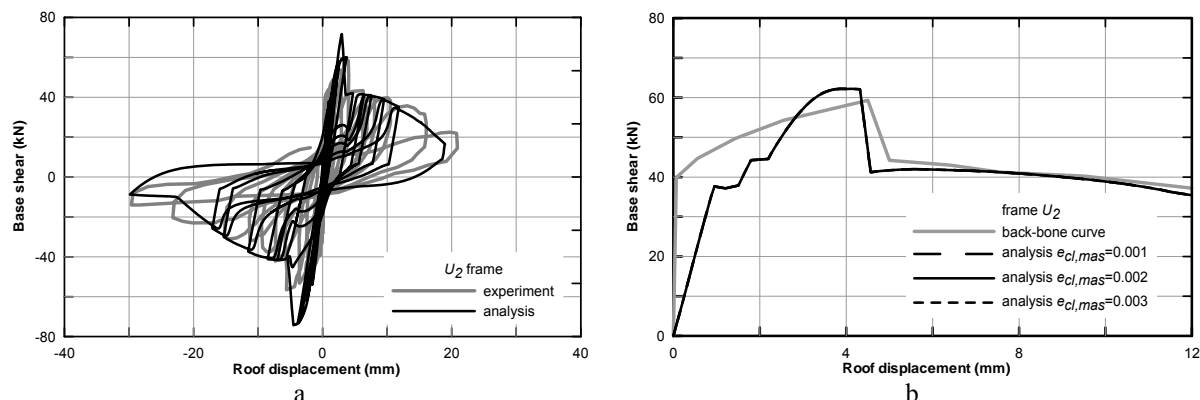 80
40
0
-40
-80
Base shear (kN)
-40
-20
0
20
40
Roof displacement (mm)
U2 frame
experiment
analysis
a
80
60
40
20
0
Base shear (kN)
0
4
8
12
Roof displacement (mm)
frame U2
back-bone curve
analysis ecl,mas=0.001
analysis ecl,mas=0.002
analysis ecl,mas=0.003
b